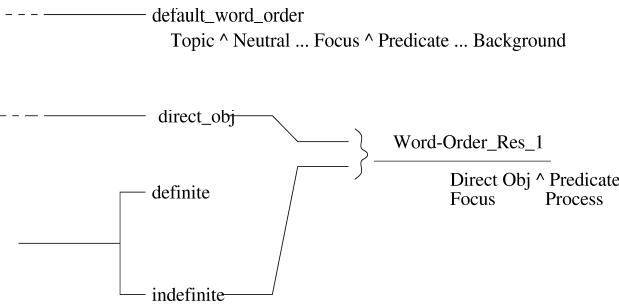 default_word_order
Topic ^ Neutral ... Focus ^ Predicate ... Background
direct_obj
Word-Order_Res_1
Direct Obj ^ Predicate
Focus Process
definite
indefinite